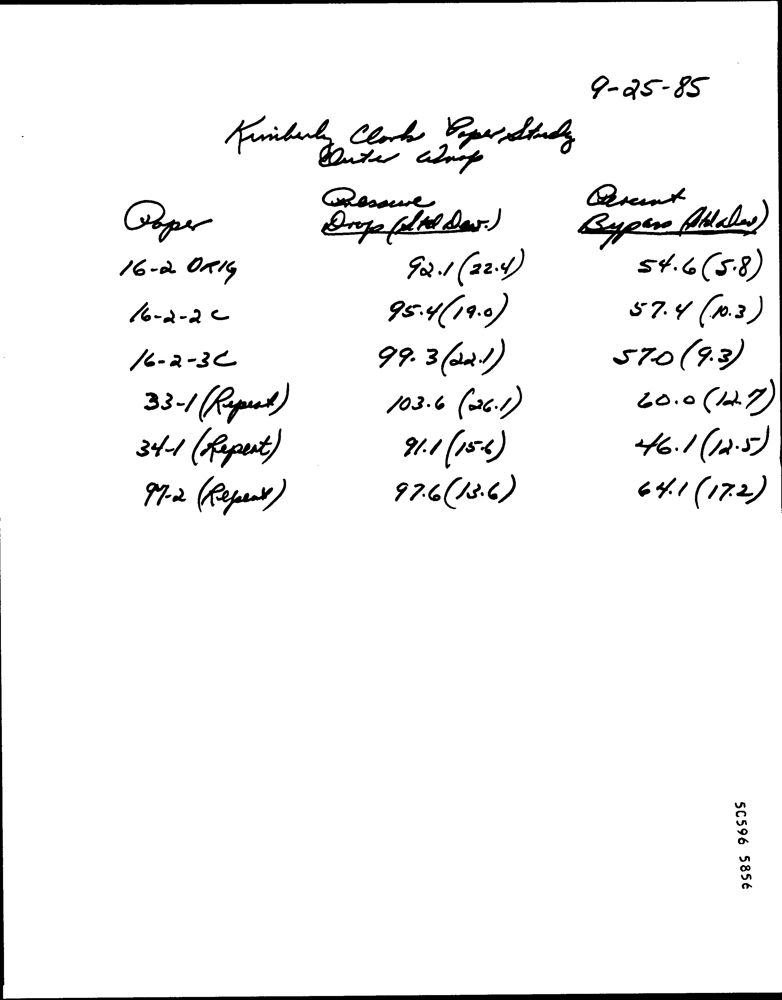 9-25-85
Kimberly Clark Paper Study
Outer Wrap
Paper Pressure Drop (Std Dev.) Percent Bypass (Std Dev)
16-2 ORIG 92.1 (22.4) 54.6 (5.8)
16-2-2C 95.4 (19.0) 57.4 (10.3)
16-2-3C 99.3 (22.1) 57.0 (9.3)
33-1 (Repeat) 103.6 (26.1) 60.0 (12.7)
34-1 (Repeat) 91.1 (15.6) 46.1 (12.5)
97-2 (Repeat) 97.6 (13.6) 64.1 (17.2)
50596 5856